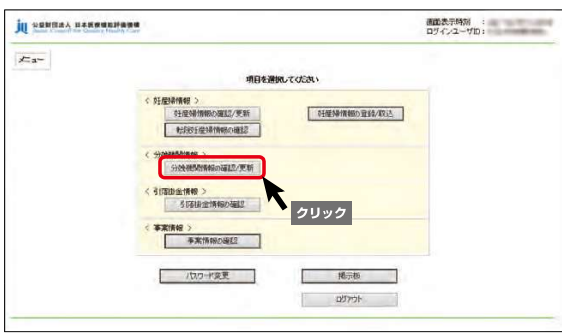 公益財団法人 日本医療機能評価機構
Japan Council for Quality Health Care
画面表示時刻 :
ログインユーザID :
メニュー
項目を選択してください
< 妊産婦情報 >
妊産婦情報の確認/更新
妊産婦情報の登録/取込
転院妊産婦情報の確認
< 分娩機関情報 >
分娩機関情報の確認/更新
クリック
< 引落掛金情報 >
引落掛金情報の確認
< 事案情報 >
事案情報の確認
パスワード変更
掲示板
ログアウト